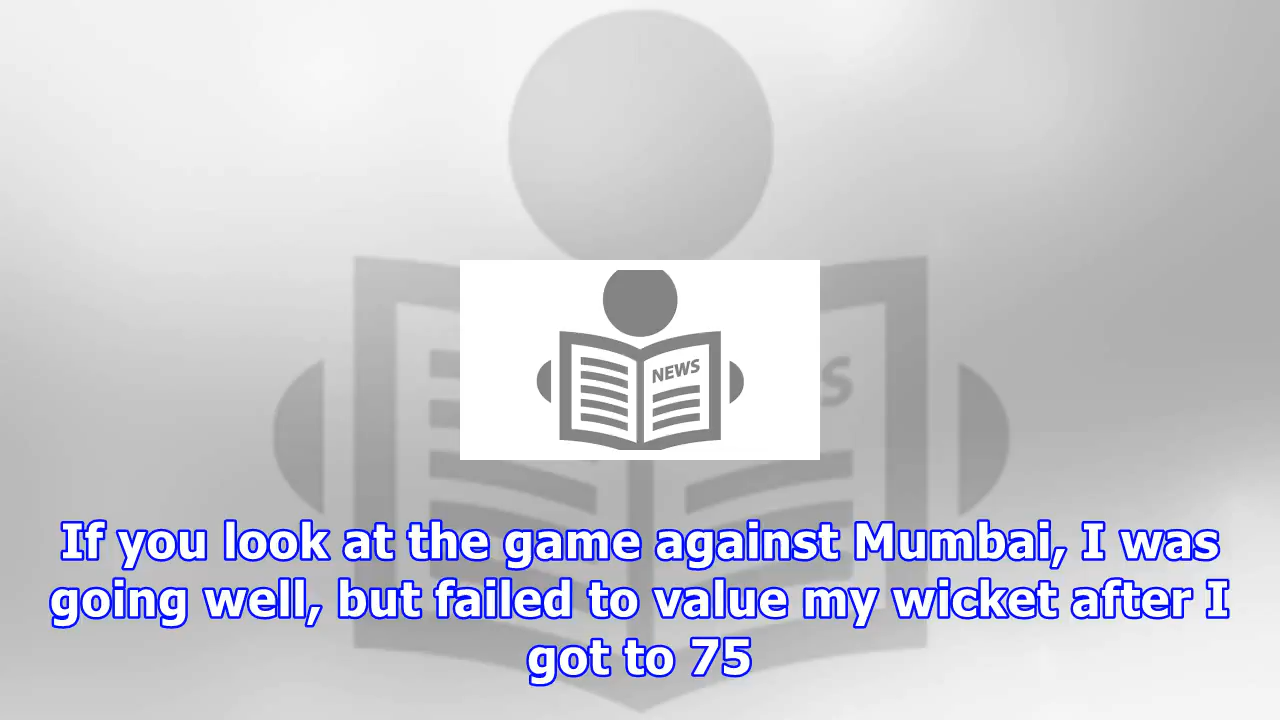 NEWS
If you look at the game against Mumbai, I was
going well, but failed to value my wicket after I
got to 75